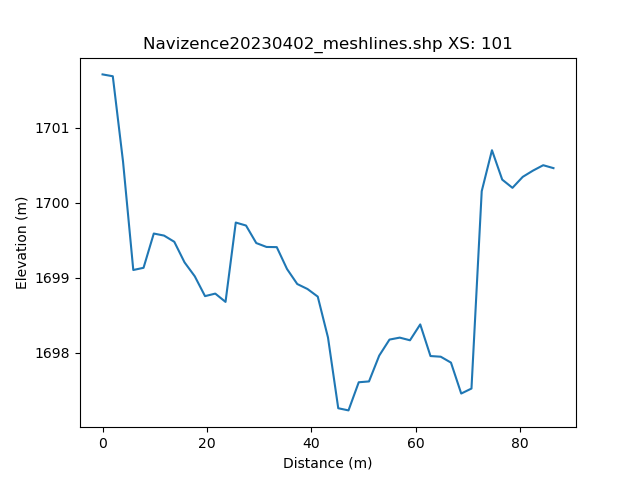 Navizence20230402_meshlines.shp XS: 101
1701
1700
1699
1698
Elevation (m)
0 20 40 60 80
Distance (m)